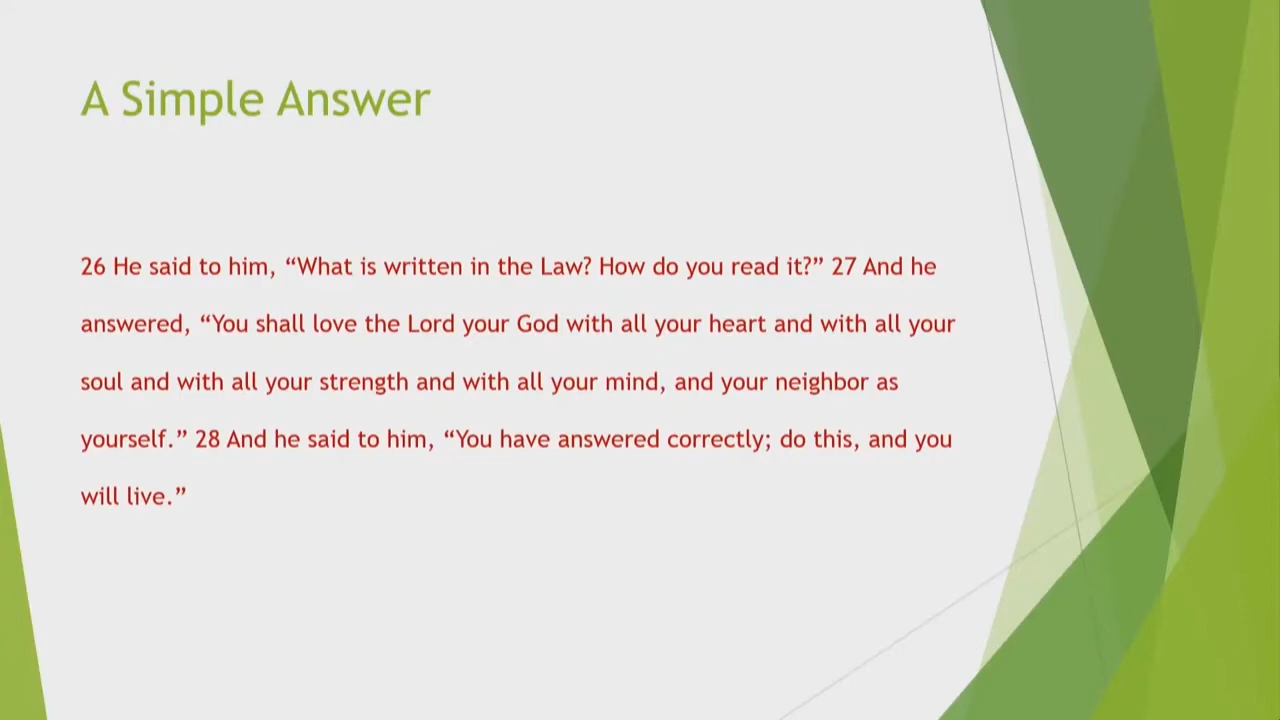 A Simple Answer
26 He said to him, “What is written in the Law? How do you read it?” 27 And he
answered, “You shall love the Lord your God with all your heart and with all your
soul and with all your strength and with all your mind, and your neighbor as
yourself.” 28 And he said to him, “You have answered correctly; do this, and you
will live.”